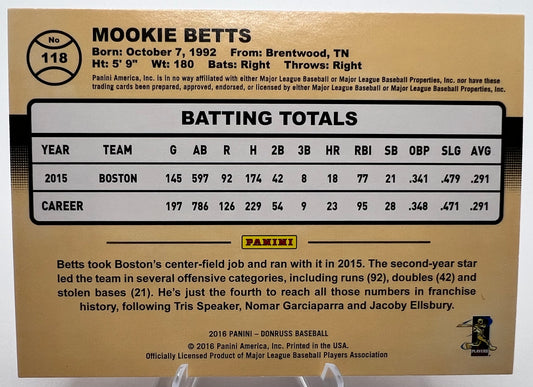 No
118
MOOKIE BETTS
Born: October 7, 1992 From: Brentwood, TN
Ht: 5' 9" Wt: 180 Bats: Right Throws: Right
Panini America, Inc. is in no way affiliated with either Major League Baseball or Major League Baseball Properties, Inc. nor have these
trading cards been prepared, approved, endorsed, or licensed by either Major League Baseball or Major League Baseball Properties, Inc.
BATTING TOTALS
YEAR TEAM G AB R H 2B 3B HR RBI SB OBP SLG AVG
2015 BOSTON 145 597 92 174 42 8 18 77 21 .341 .479 .291
CAREER 197 786 126 229 54 9 23 95 28 .348 .471 .291
PANINI
Betts took Boston's center-field job and ran with it in 2015. The second-year star
led the team in several offensive categories, including runs (92), doubles (42) and
stolen bases (21). He's just the fourth to reach all those numbers in franchise
history, following Tris Speaker, Nomar Garciaparra and Jacoby Ellsbury.
2016 PANINI – DONRUSS BASEBALL
© 2016 Panini America, Inc. Printed in the USA.
Officially Licensed Product of Major League Baseball Players Association
PLAYERS